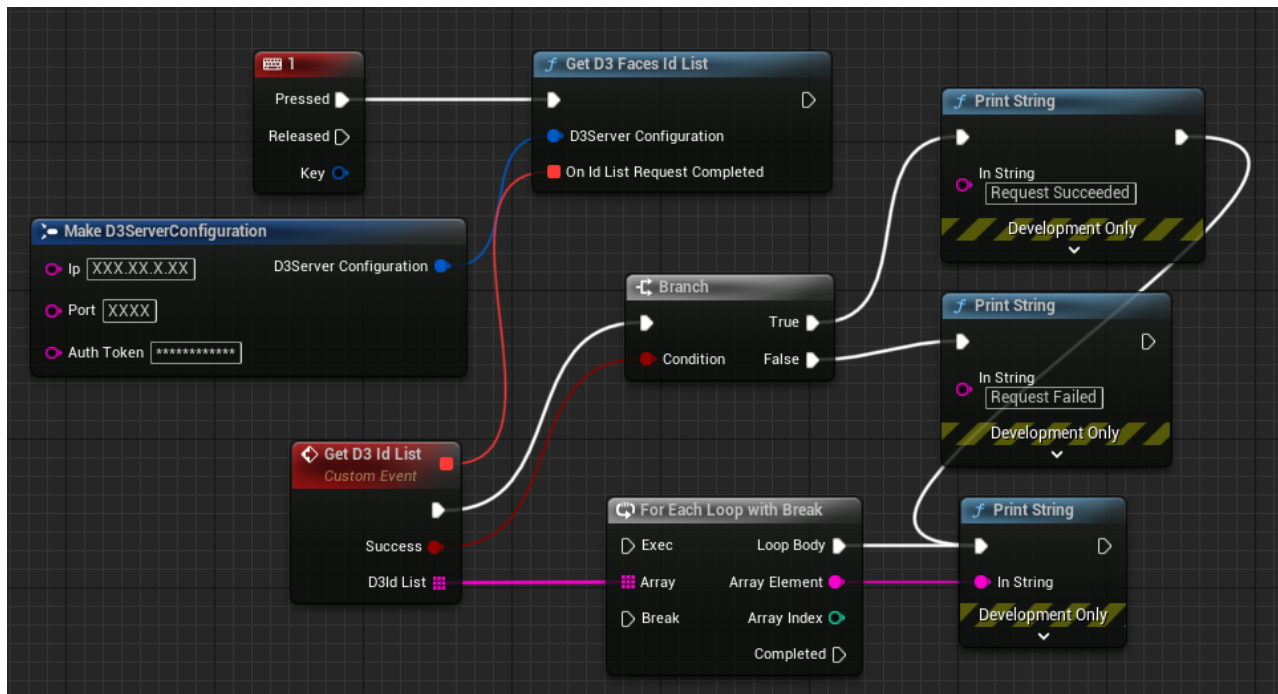 1
Pressed
Released
Key
Get D3 Faces Id List
D3Server Configuration
On Id List Request Completed
Print String
In String
Request Succeeded
Development Only
Make D3ServerConfiguration
Ip XXX.XX.X.XX
D3Server Configuration
Port XXXX
Auth Token ************
Branch
True
Condition
False
Print String
In String
Request Failed
Development Only
Get D3 Id List
Custom Event
Success
D3Id List
For Each Loop with Break
Exec
Loop Body
Array
Array Element
Break
Array Index
Completed
Print String
In String
Development Only